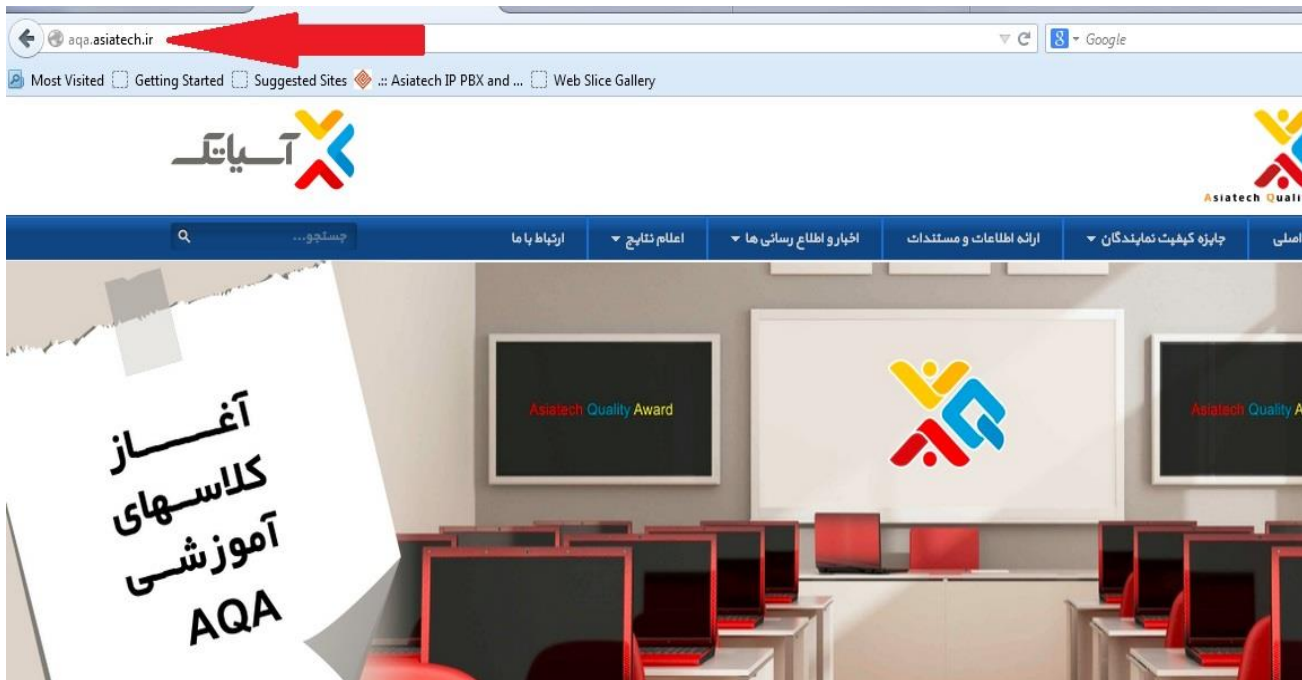 aqa.asiatech.ir
Google
Most Visited Getting Started Suggested Sites .:: Asiatech IP PBX and ... Web Slice Gallery
آسیاتک
Asiatech Quali
اصلی جایزه کیفیت نمایندگان ارائه اطلاعات و مستندات اخبار و اطلاع رسانی ها اعلام نتایج ارتباط با ما جستجو...
آغاز
کلاسهای
آموزشی
AQA
Asiatech Quality Award
Asiatech Quality A